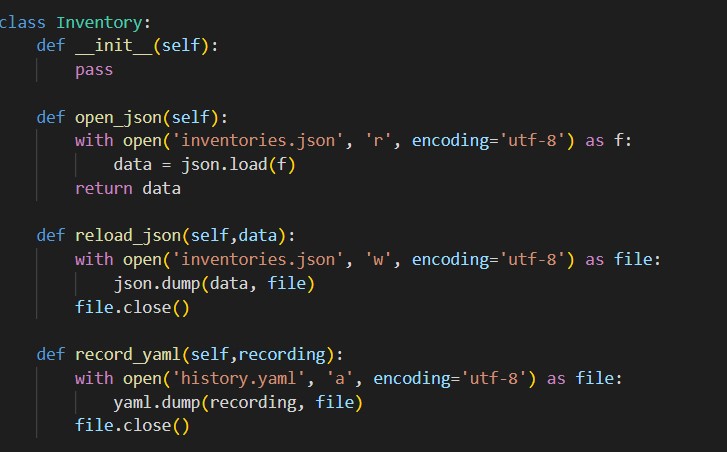 class Inventory:
def __init__(self):
pass
def open_json(self):
with open('inventories.json', 'r', encoding='utf-8') as f:
data = json.load(f)
return data
def reload_json(self,data):
with open('inventories.json', 'w', encoding='utf-8') as file:
json.dump(data, file)
file.close()
def record_yaml(self,recording):
with open('history.yaml', 'a', encoding='utf-8') as file:
yaml.dump(recording, file)
file.close()